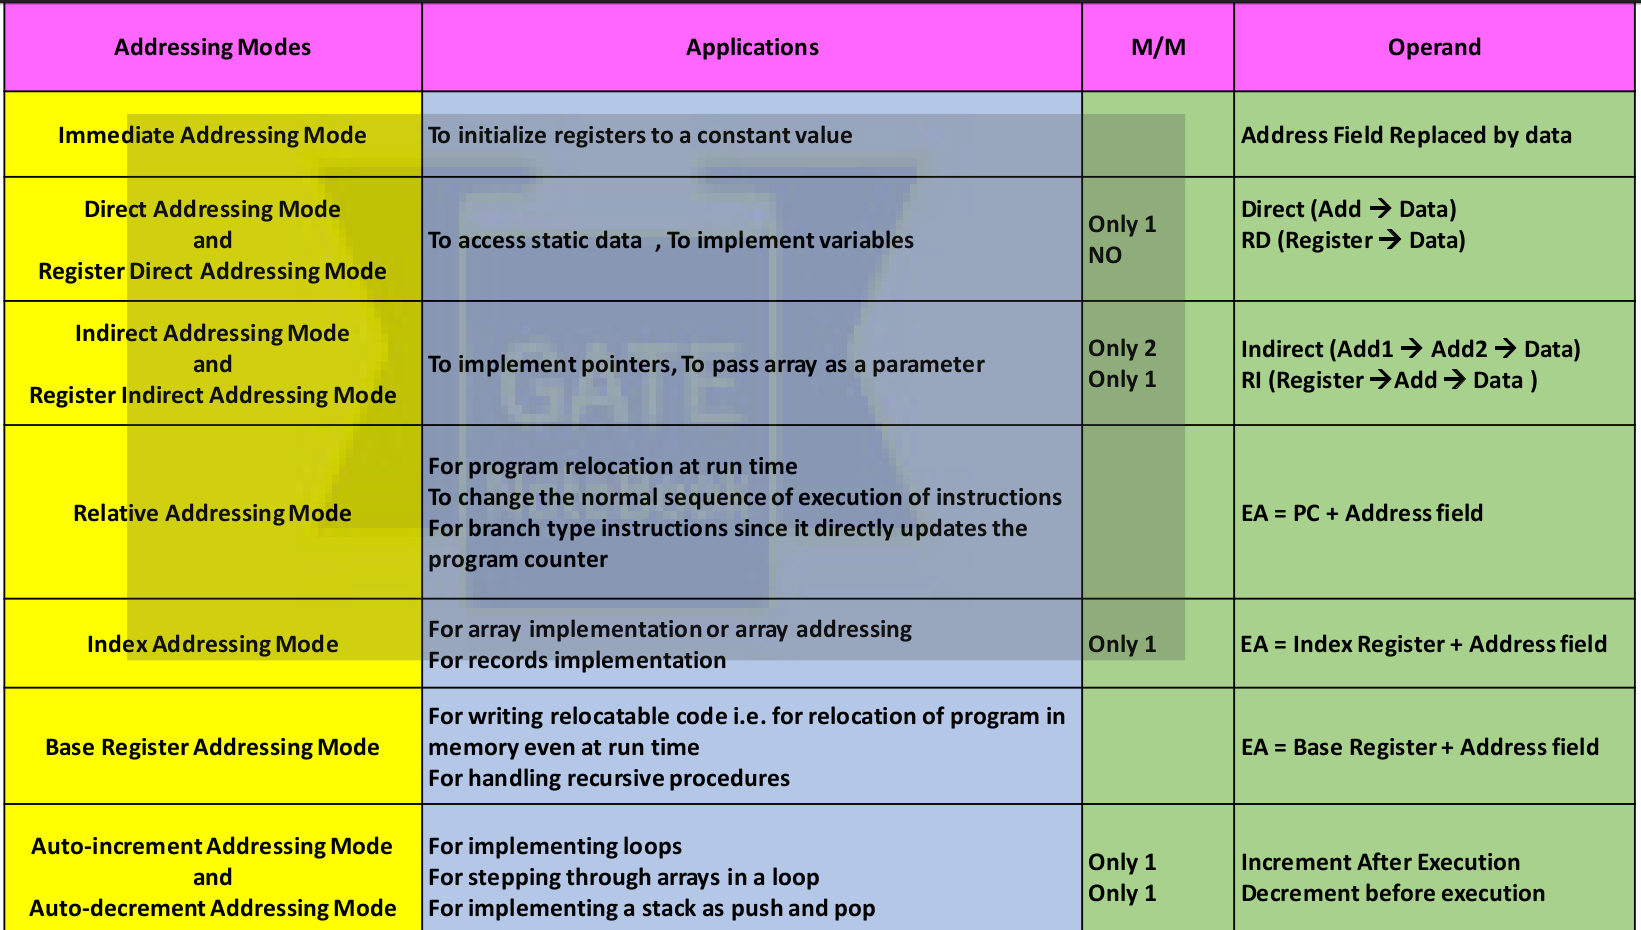 Addressing Modes
Applications
M/M
Operand
Immediate Addressing Mode
To initialize registers to a constant value
Address Field Replaced by data
Direct Addressing Mode
and
Register Direct Addressing Mode
To access static data , To implement variables
Only 1
NO
Direct (Add → Data)
RD (Register → Data)
Indirect Addressing Mode
and
Register Indirect Addressing Mode
To implement pointers, To pass array as a parameter
Only 2
Only 1
Indirect (Add1 → Add2 → Data)
RI (Register →Add → Data )
Relative Addressing Mode
For program relocation at run time
To change the normal sequence of execution of instructions
For branch type instructions since it directly updates the
program counter
EA = PC + Address field
Index Addressing Mode
For array implementation or array addressing
For records implementation
Only 1
EA = Index Register + Address field
Base Register Addressing Mode
For writing relocatable code i.e. for relocation of program in
memory even at run time
For handling recursive procedures
EA = Base Register + Address field
Auto-increment Addressing Mode
and
Auto-decrement Addressing Mode
For implementing loops
For stepping through arrays in a loop
For implementing a stack as push and pop
Only 1
Only 1
Increment After Execution
Decrement before execution
GATE